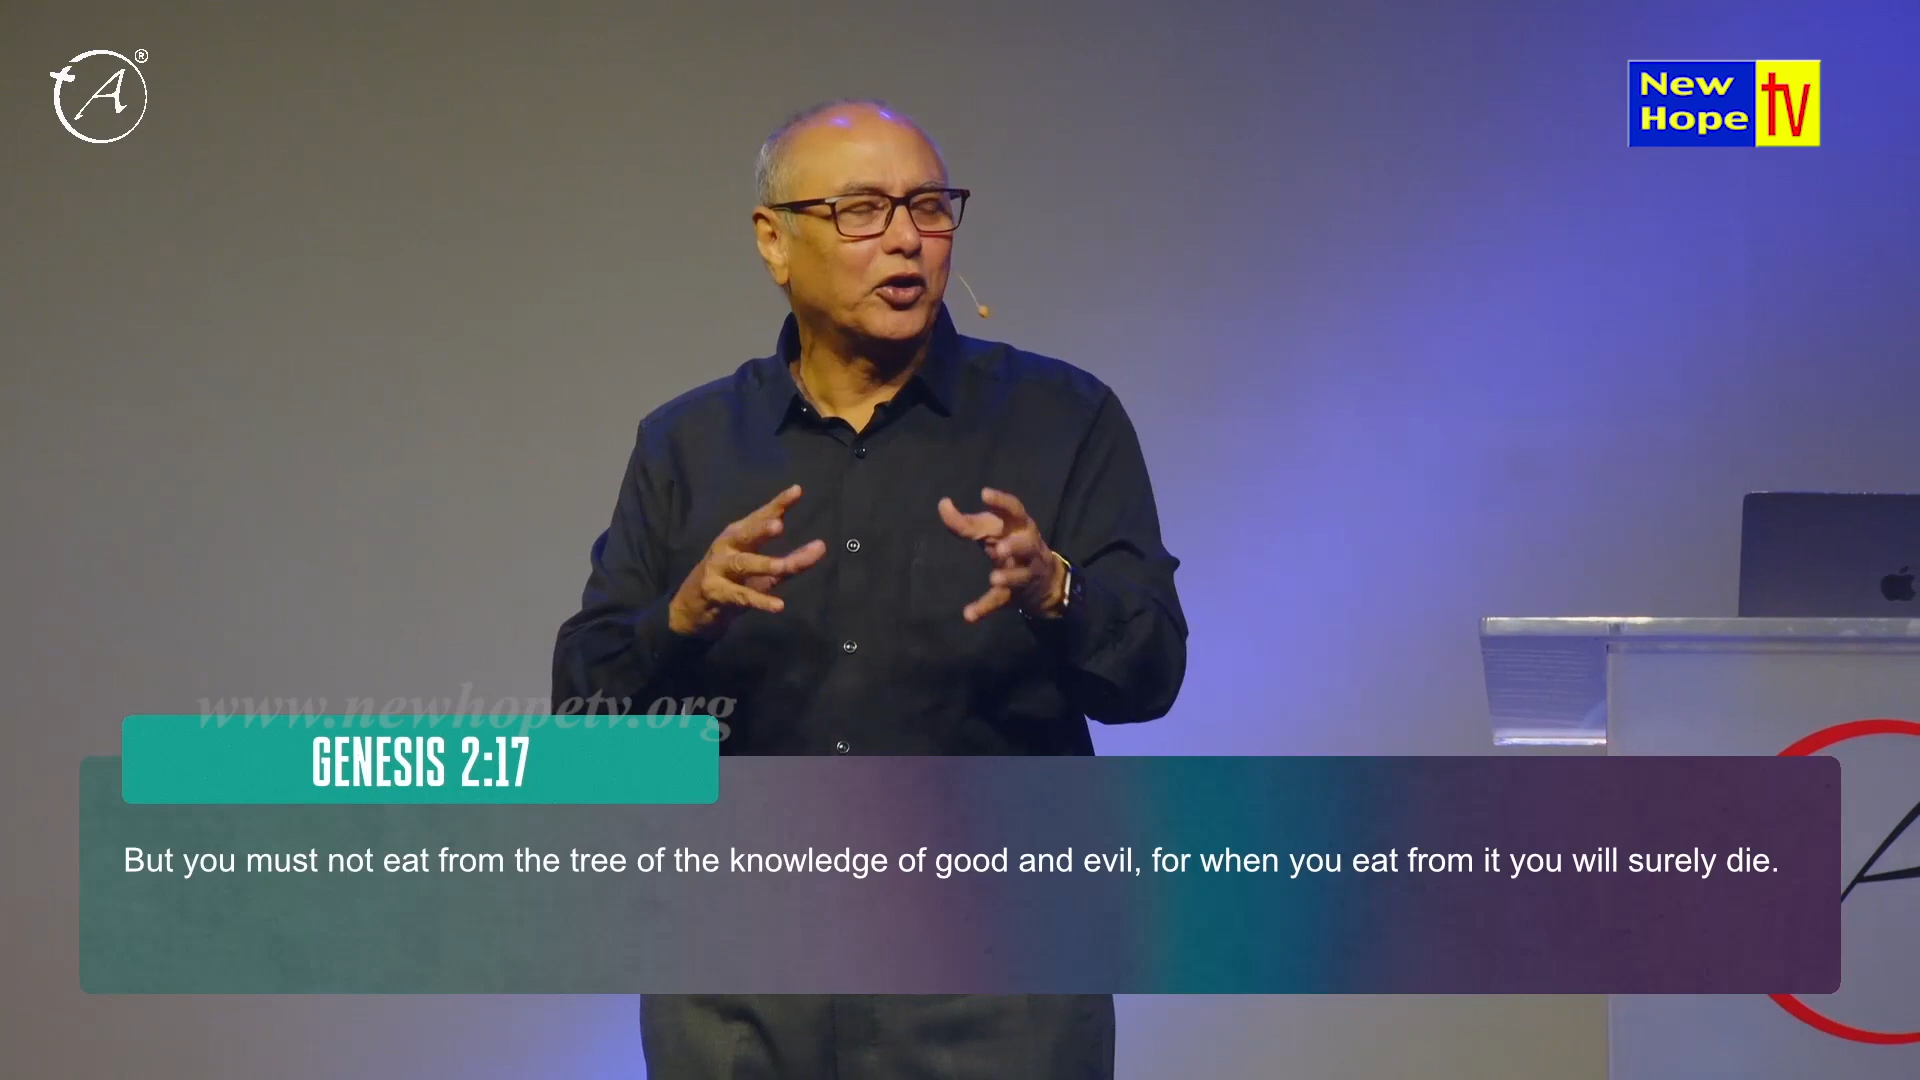 A®
New
Hope tv
www.newhopetv.org
GENESIS 2:17
But you must not eat from the tree of the knowledge of good and evil, for when you eat from it you will surely die.
A